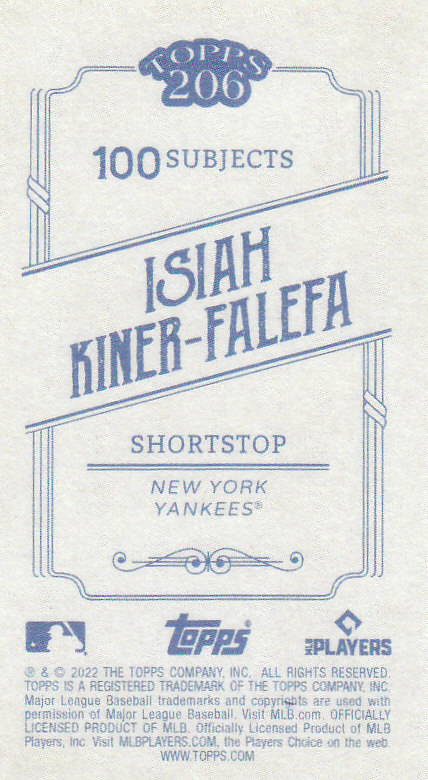 TOPPS
206
100 SUBJECTS
ISIAH
KINER-FALEFA
SHORTSTOP
NEW YORK
YANKEES®
topps® MLB PLAYERS
® & © 2022 THE TOPPS COMPANY, INC. ALL RIGHTS RESERVED.
TOPPS IS A REGISTERED TRADEMARK OF THE TOPPS COMPANY, INC.
Major League Baseball trademarks and copyrights are used with
permission of Major League Baseball. Visit MLB.com. OFFICIALLY
LICENSED PRODUCT OF MLB. Officially Licensed Product of MLB
Players, Inc. Visit MLBPLAYERS.COM, the Players Choice on the web.
WWW.TOPPS.COM